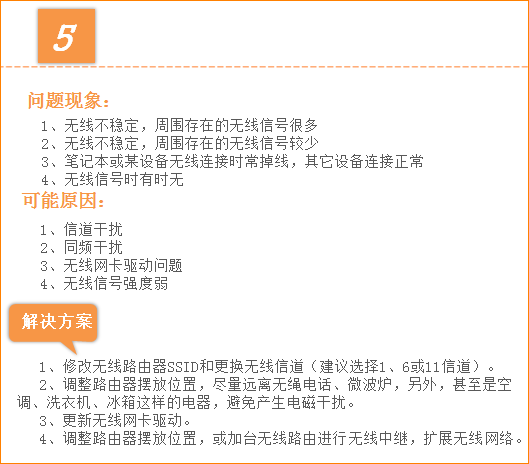 5
问题现象：
1、无线不稳定，周围存在的无线信号很多
2、无线不稳定，周围存在的无线信号较少
3、笔记本或某设备无线连接时常掉线，其它设备连接正常
4、无线信号时有时无
可能原因：
1、信道干扰
2、同频干扰
3、无线网卡驱动问题
4、无线信号强度弱
解决方案
1、修改无线路由器SSID和更换无线信道（建议选择1、6或11信道）。
2、调整路由器摆放位置，尽量远离无绳电话、微波炉，另外，甚至是空
调、洗衣机、冰箱这样的电器，避免产生电磁干扰。
3、更新无线网卡驱动。
4、调整路由器摆放位置，或加台无线路由进行无线中继，扩展无线网络。